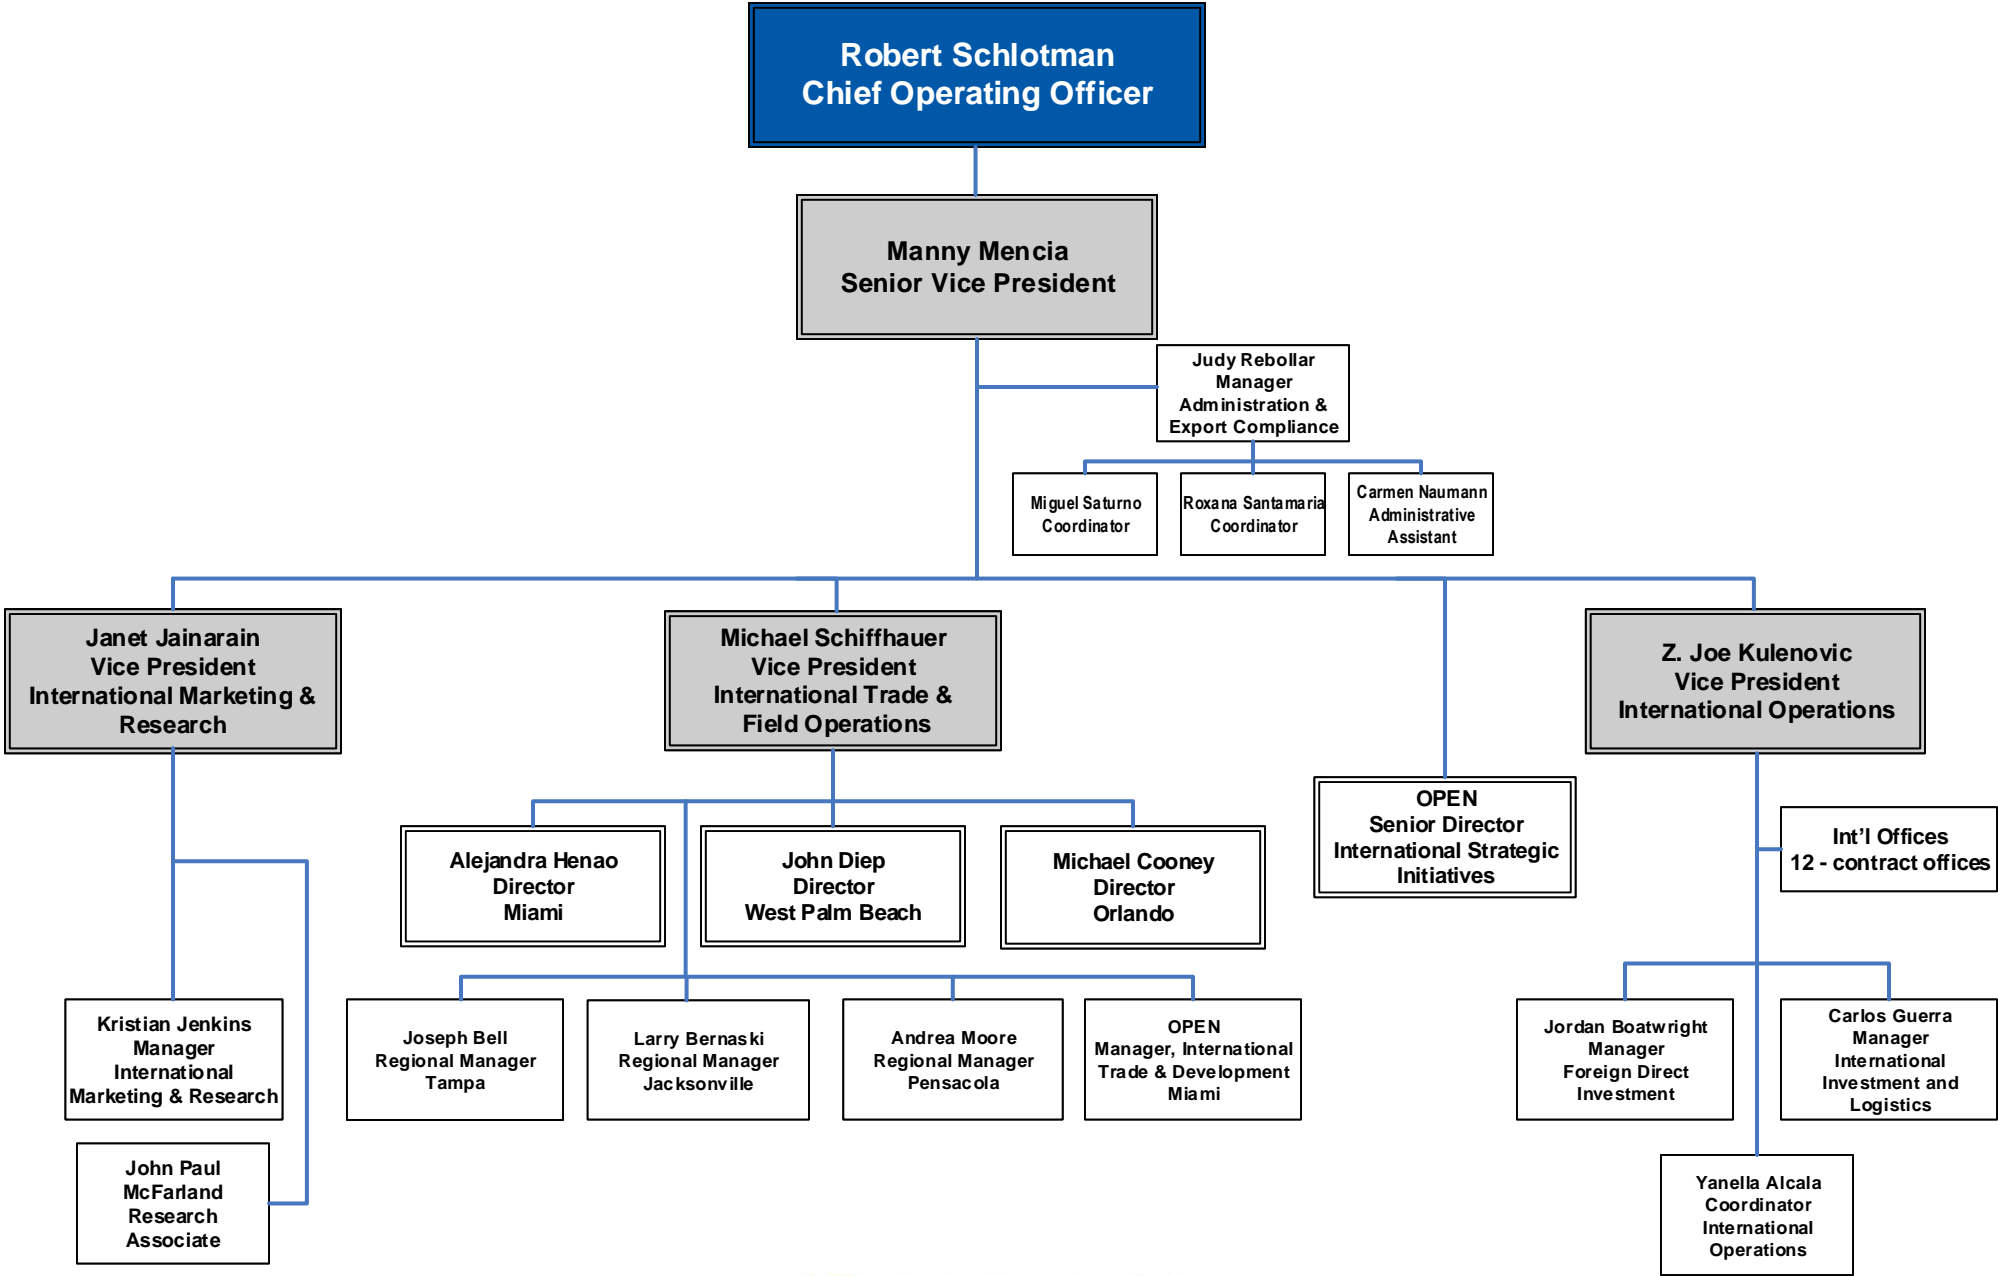 Robert Schlotman
Chief Operating Officer
Manny Mencia
Senior Vice President
Judy Rebollar
Manager
Administration &
Export Compliance
Miguel Saturno
Coordinator
Roxana Santamaria
Coordinator
Carmen Naumann
Administrative
Assistant
Janet Jainarain
Vice President
International Marketing &
Research
Michael Schiffhauer
Vice President
International Trade &
Field Operations
OPEN
Senior Director
International Strategic
Initiatives
Z. Joe Kulenovic
Vice President
International Operations
Int'l Offices
12 - contract offices
Alejandra Henao
Director
Miami
John Diep
Director
West Palm Beach
Michael Cooney
Director
Orlando
Kristian Jenkins
Manager
International
Marketing & Research
John Paul
McFarland
Research
Associate
Joseph Bell
Regional Manager
Tampa
Larry Bernaski
Regional Manager
Jacksonville
Andrea Moore
Regional Manager
Pensacola
OPEN
Manager, International
Trade & Development
Miami
Jordan Boatwright
Manager
Foreign Direct
Investment
Carlos Guerra
Manager
International
Investment and
Logistics
Yanella Alcala
Coordinator
International
Operations